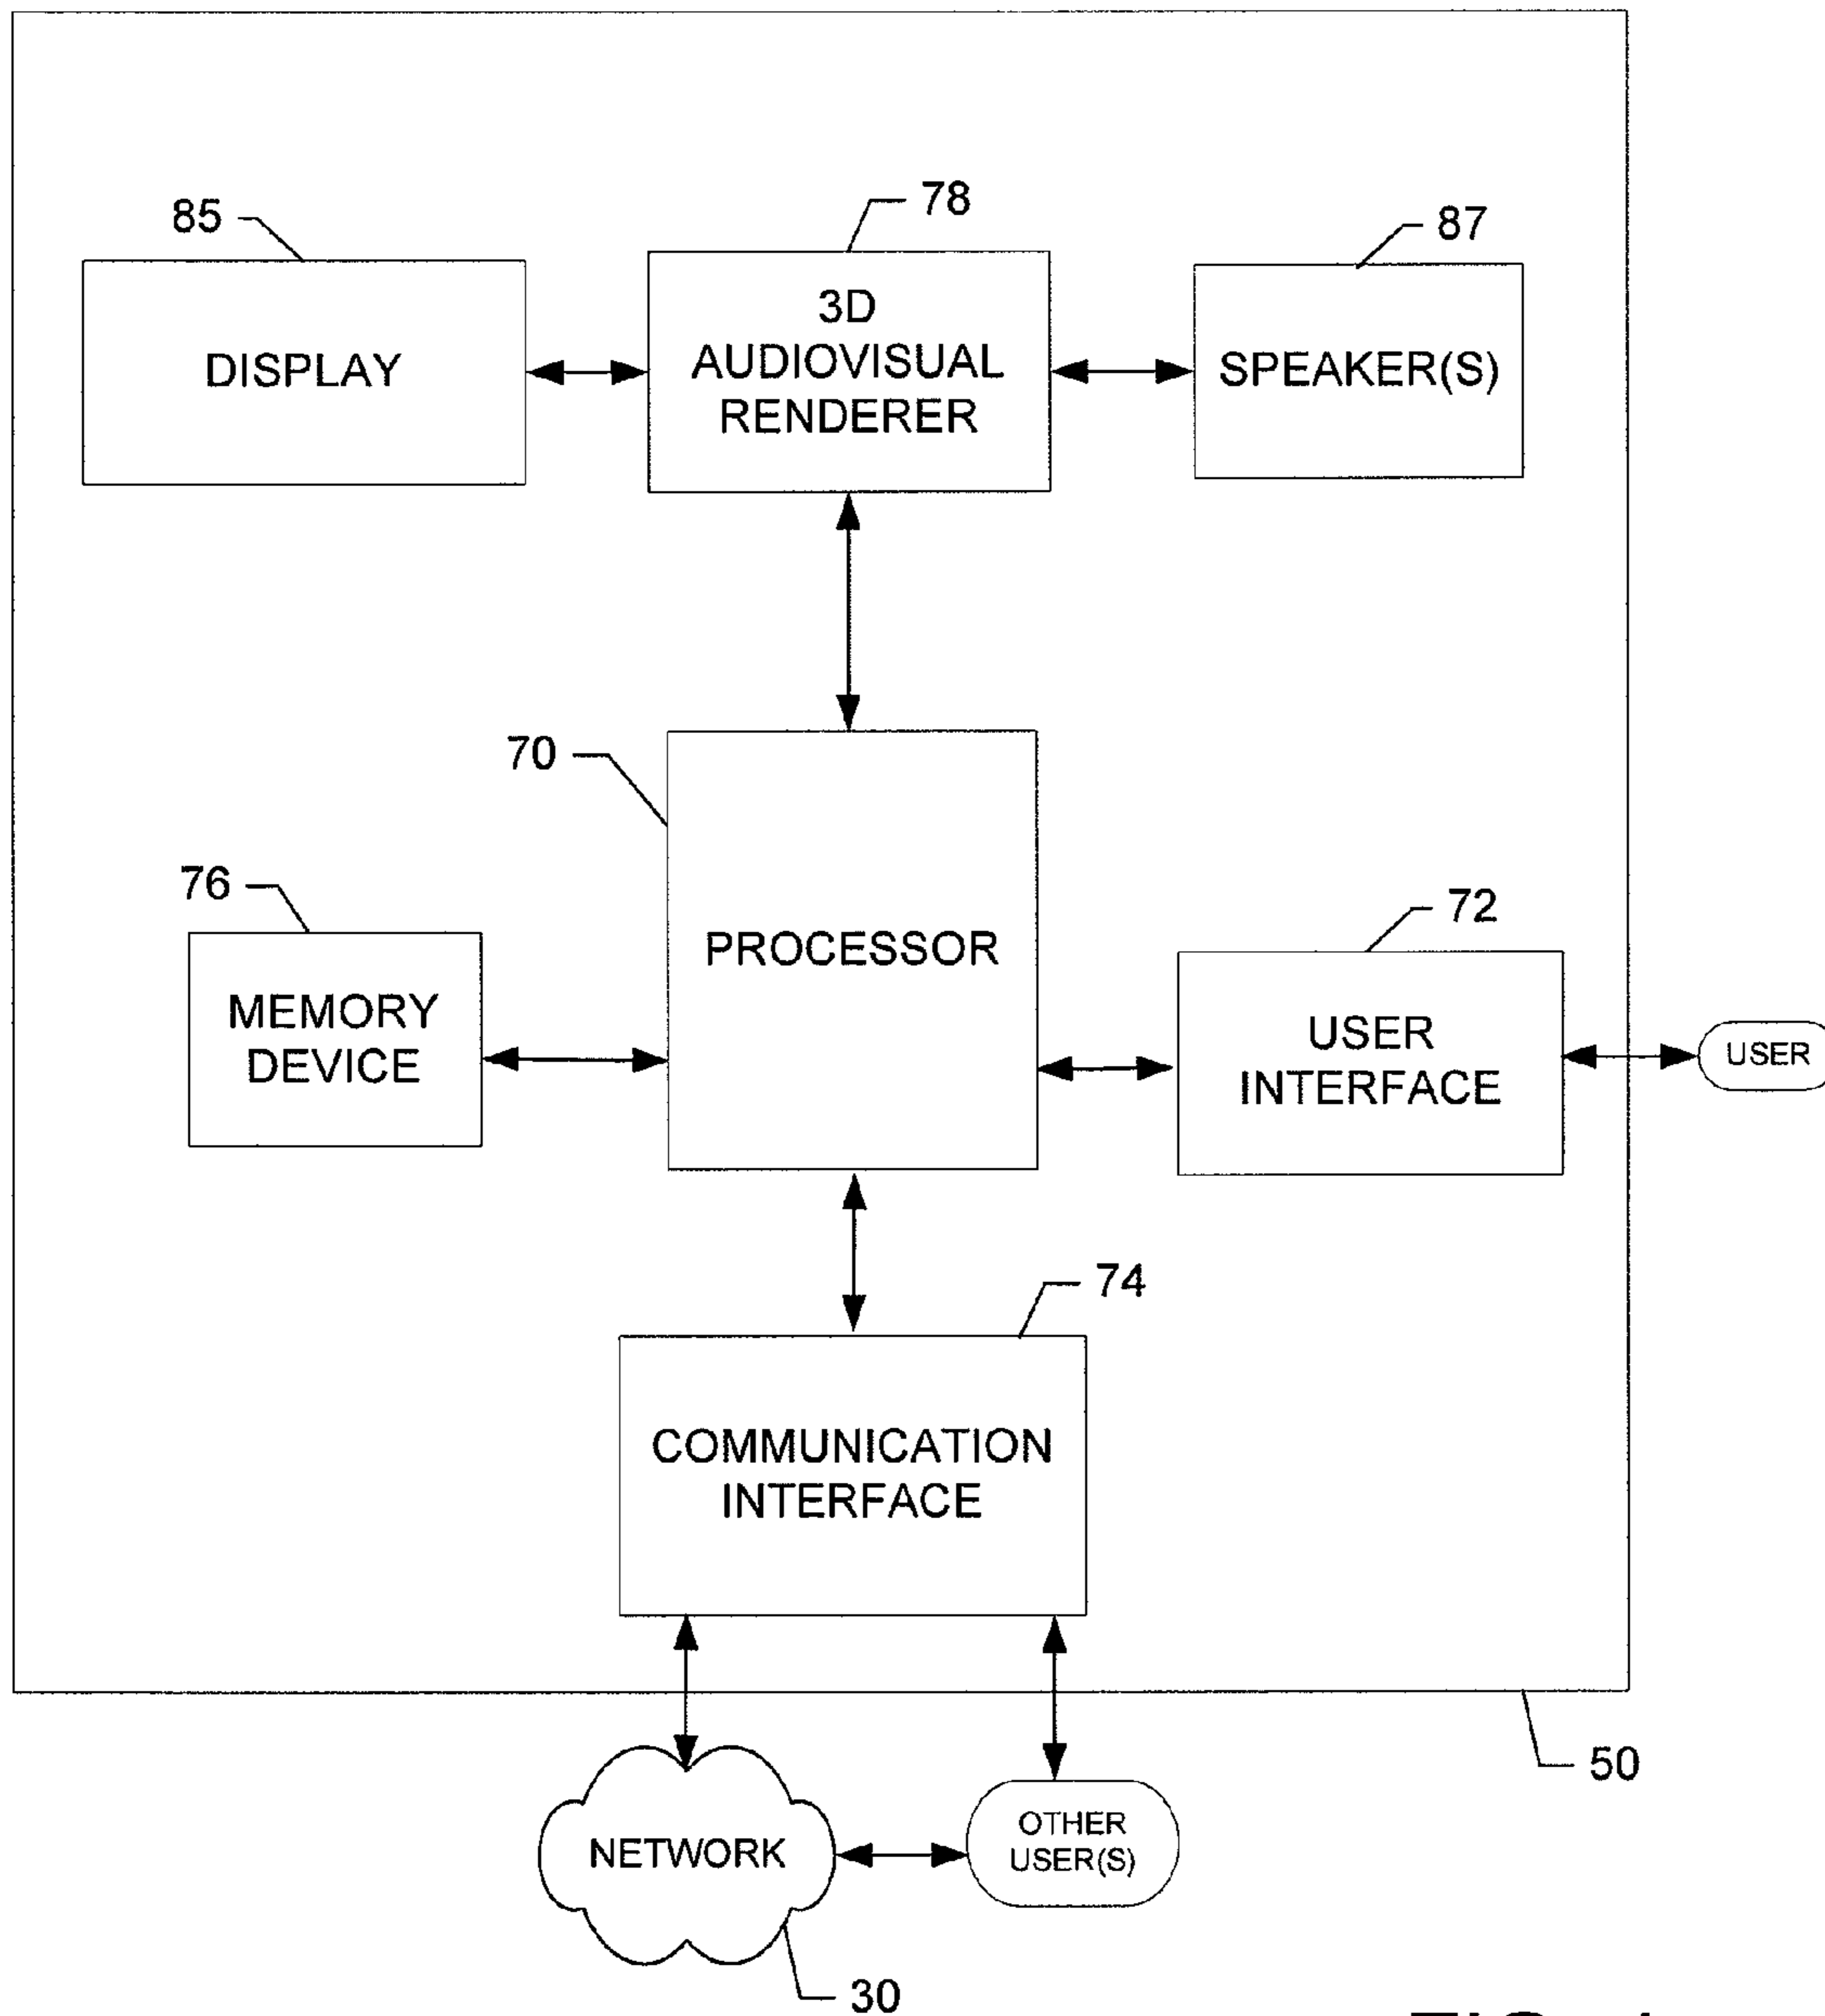 78
85
87
3D
AUDIOVISUAL
RENDERER
DISPLAY
SPEAKER(S)
70
76
72
PROCESSOR
MEMORY
DEVICE
USER
INTERFACE
USER
74
COMMUNICATION
INTERFACE
50
NETWORK
OTHER
USER(S)
30